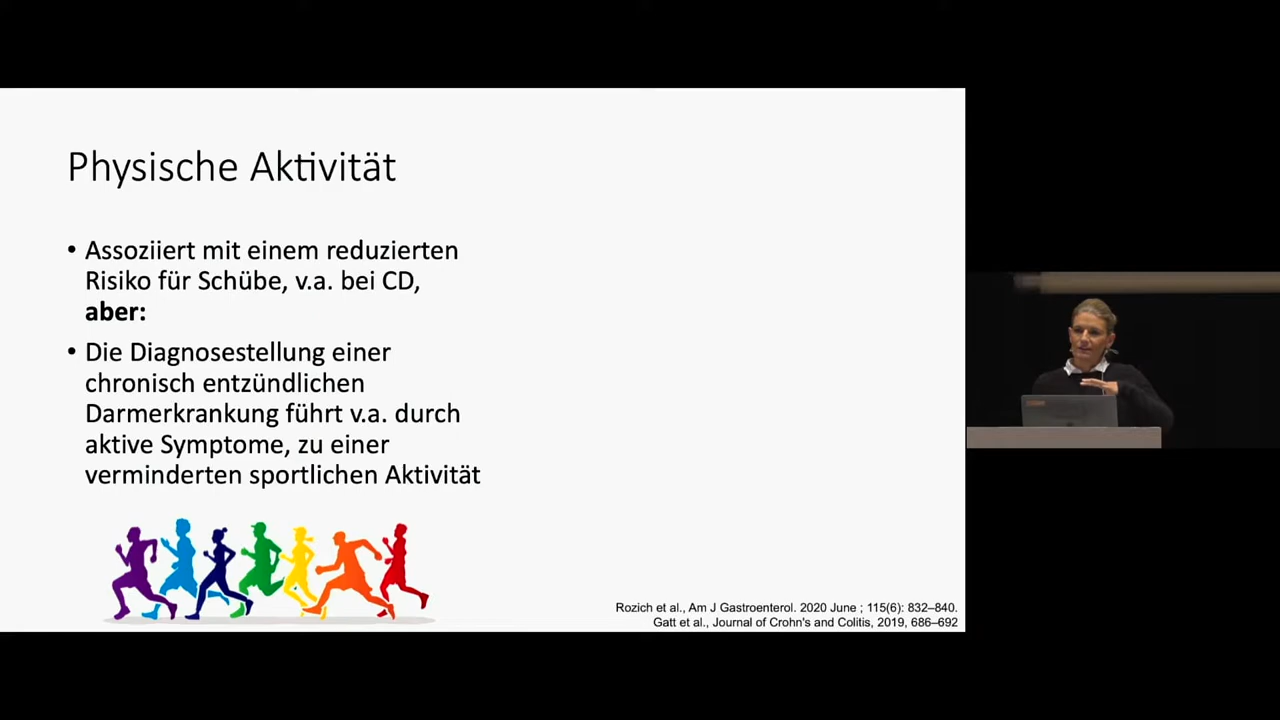 Physische Aktivität
• Assoziiert mit einem reduzierten
Risiko für Schübe, v.a. bei CD,
aber:
• Die Diagnosestellung einer
chronisch entzündlichen
Darmerkrankung führt v.a. durch
aktive Symptome, zu einer
verminderten sportlichen Aktivität
Rozich et al., Am J Gastroenterol. 2020 June ; 115(6): 832–840.
Gatt et al., Journal of Crohn's and Colitis, 2019, 686–692